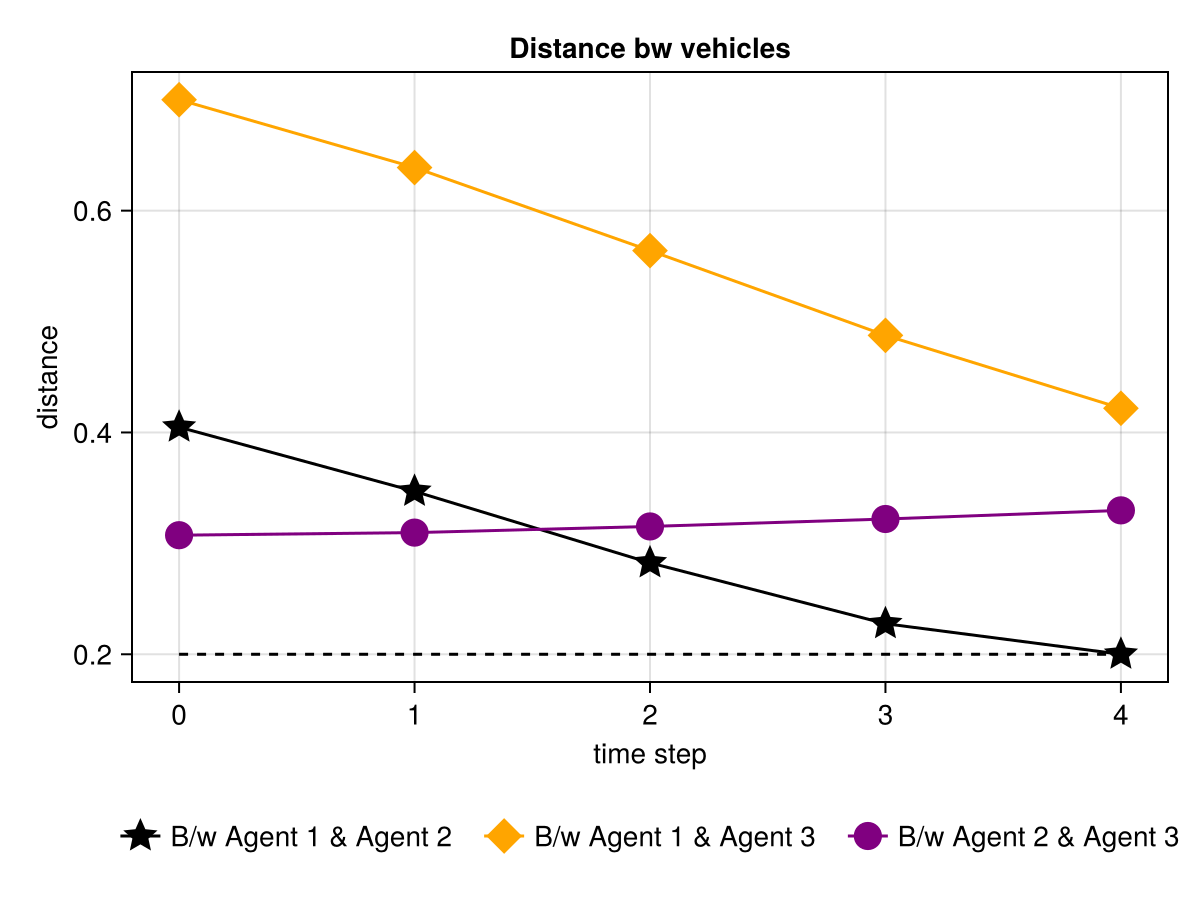 Distance bw vehicles
distance
0.6
0.4
0.2
0 1 2 3 4
time step
B/w Agent 1 & Agent 2 B/w Agent 1 & Agent 3 B/w Agent 2 & Agent 3